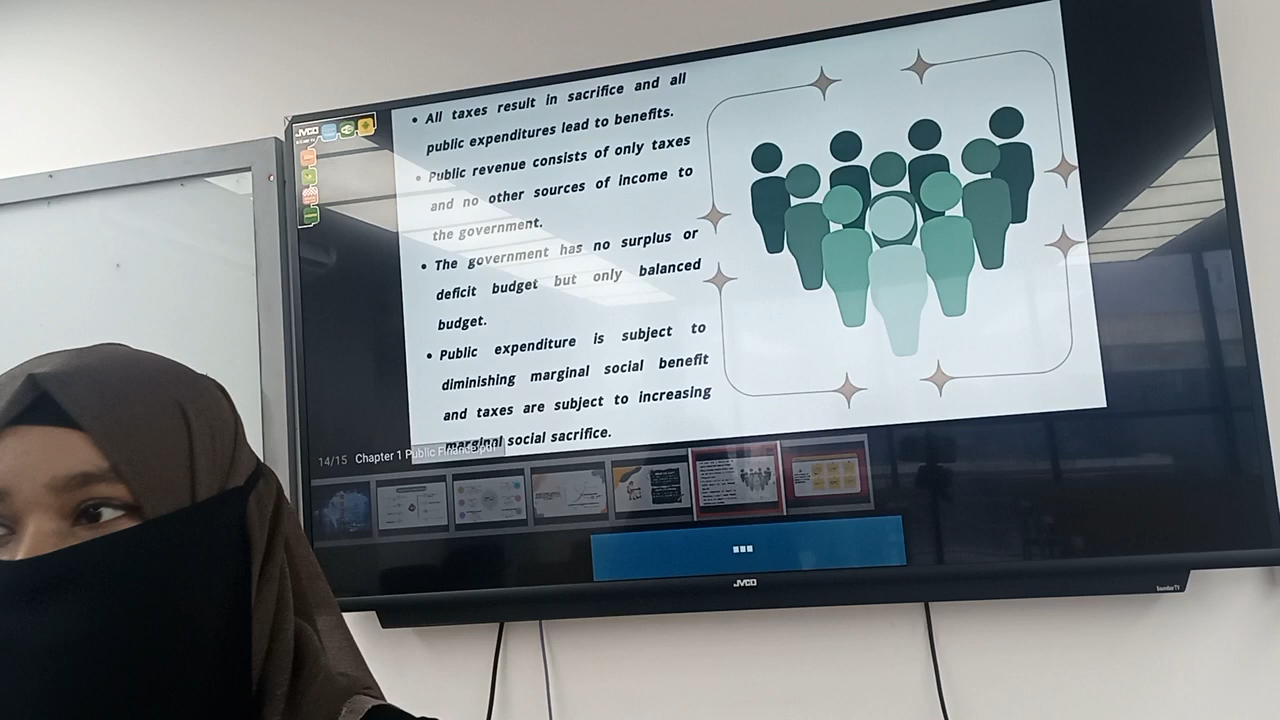 JVCO
• All taxes result in sacrifice and all
public expenditures lead to benefits.
• Public revenue consists of only taxes
and no other sources of income to
the government.
• The government has no surplus or
deficit budget but only balanced
budget.
• Public expenditure is subject to
diminishing marginal social benefit
and taxes are subject to increasing
marginal social sacrifice.
14/15 Chapter 1 Public Finance.pdf
JVCO